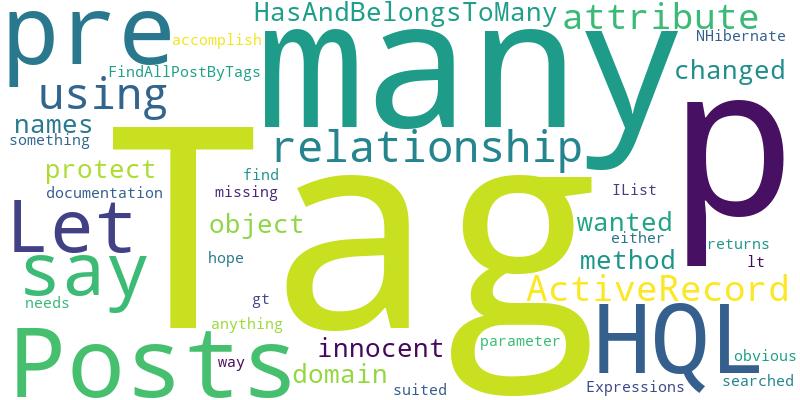 pre
HasAndBelongsToMany
attribute
accomplish
many
NHibernate
FindAllPostByTags
changed
using
p
names
something
Tag
relationship
protect
find
documentation
missing
IList
Let
object
wanted
either
returns
say
hope
method
lt
needs
gt
ActiveRecord
anything
HQL
Posts
way
innocent
parameter
domain
obvious
suited
Expressions
searched